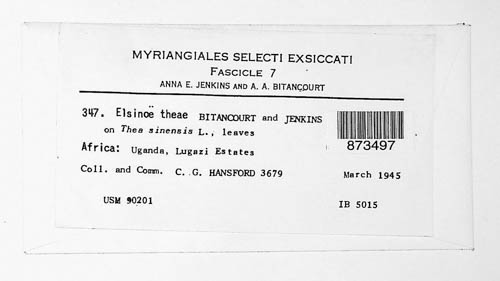 MYRIANGIALES SELECTI EXSICCATI
FASCICLE 7
ANNA E. JENKINS AND A. A. BITANCOURT
347. Elsinoë theae BITANCOURT and JENKINS
on Thea sinensis L., leaves
873497
Africa: Uganda, Lugazi Estates
Coll. and Comm. C. G. HANSFORD 3679 March 1945
USM 90201 IB 5015